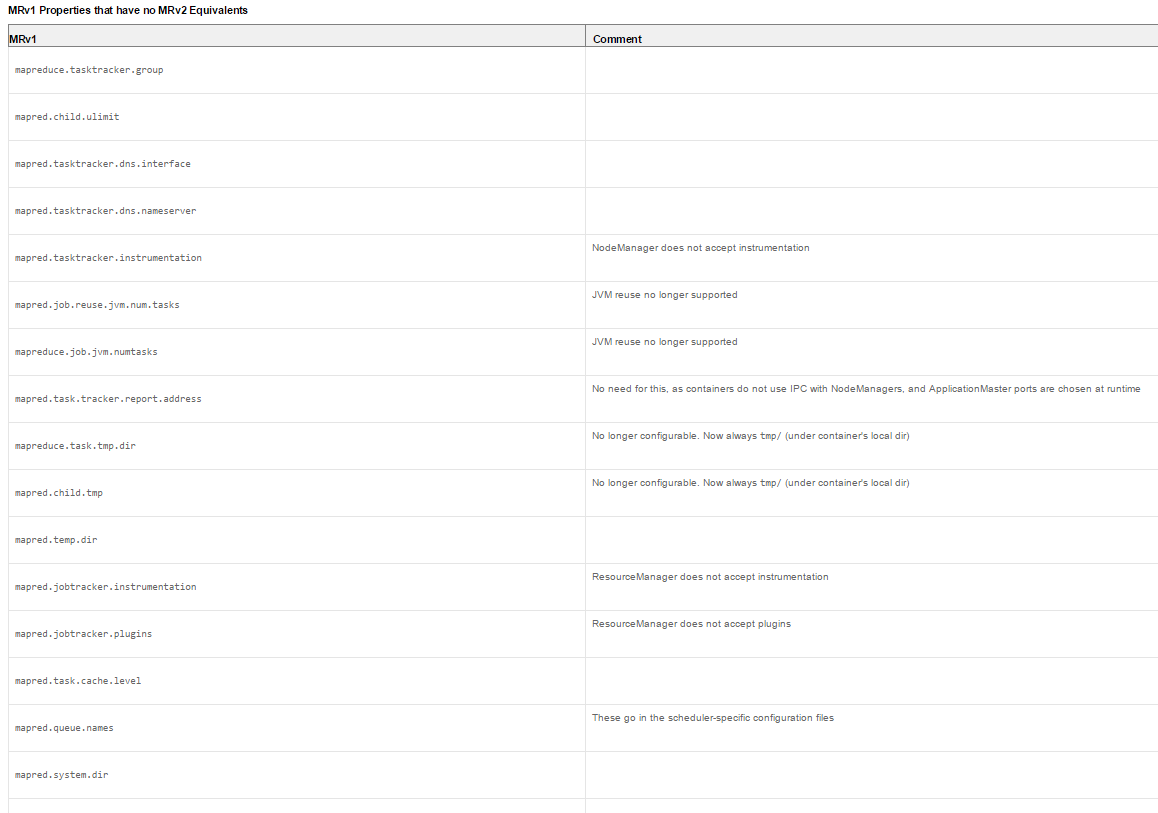 MRv1 Properties that have no MRv2 Equivalents
MRv1 Comment
mapreduce.tasktracker.group
mapred.child.ulimit
mapred.tasktracker.dns.interface
mapred.tasktracker.dns.nameserver
mapred.tasktracker.instrumentation NodeManager does not accept instrumentation
mapred.job.reuse.jvm.num.tasks JVM reuse no longer supported
mapreduce.job.jvm.numtasks JVM reuse no longer supported
mapred.task.tracker.report.address No need for this, as containers do not use IPC with NodeManagers, and ApplicationMaster ports are chosen at runtime
mapreduce.task.tmp.dir No longer configurable. Now always tmp/ (under container's local dir)
mapred.child.tmp No longer configurable. Now always tmp/ (under container's local dir)
mapred.temp.dir
mapred.jobtracker.instrumentation ResourceManager does not accept instrumentation
mapred.jobtracker.plugins ResourceManager does not accept plugins
mapred.task.cache.level
mapred.queue.names These go in the scheduler-specific configuration files
mapred.system.dir